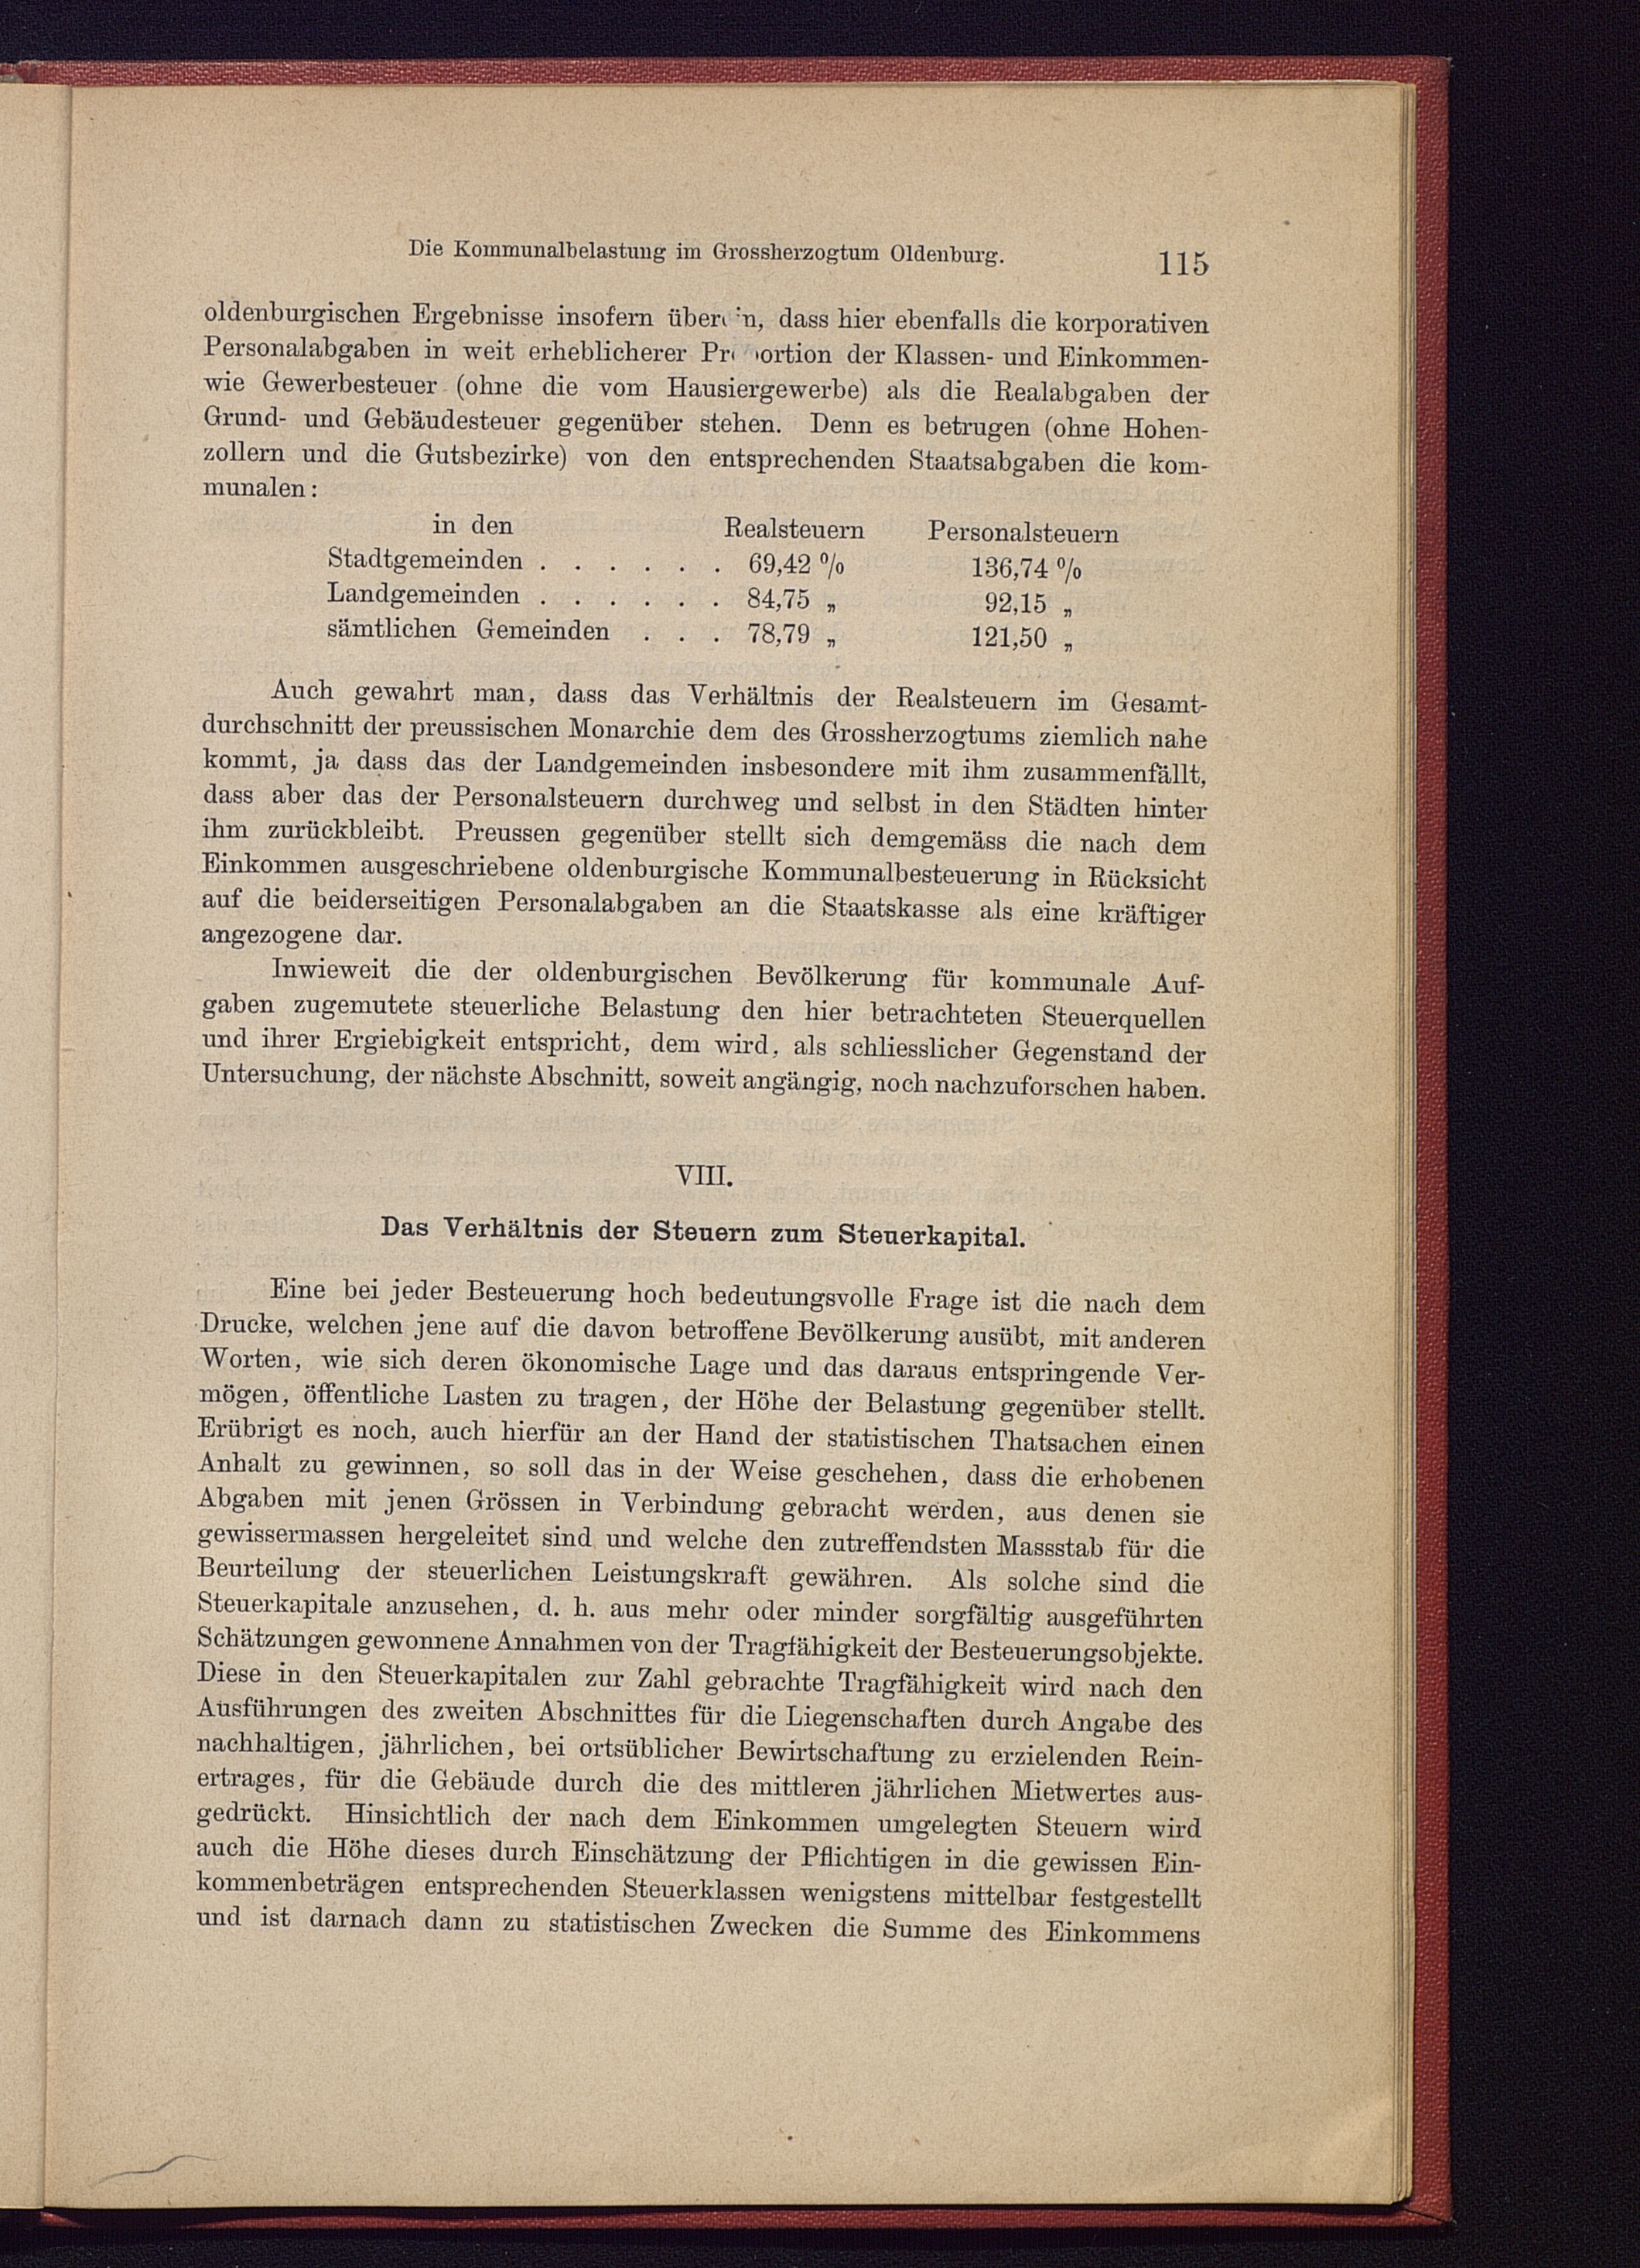 Die Kommunalbelastung im Grossherzogtum Oldenburg. 115
oldenburgischen Ergebnisse insofern überein, dass hier ebenfalls die korporativen
Personalabgaben in weit erheblicherer Proportion der Klassen- und Einkommen-
wie Gewerbesteuer (ohne die vom Hausiergewerbe) als die Realabgaben der
Grund- und Gebäudesteuer gegenüber stehen. Denn es betrugen (ohne Hohen-
zollern und die Gutsbezirke) von den entsprechenden Staatsabgaben die kom-
munalen:
in den Realsteuern Personalsteuern
Stadtgemeinden . . . . . . 69,42 % 136,74 %
Landgemeinden . . . . . . 84,75 „ 92,15 „
sämtlichen Gemeinden . . . 78,79 „ 121,50 „
Auch gewahrt man, dass das Verhältnis der Realsteuern im Gesamt-
durchschnitt der preussischen Monarchie dem des Grossherzogtums ziemlich nahe
kommt, ja dass das der Landgemeinden insbesondere mit ihm zusammenfällt,
dass aber das der Personalsteuern durchweg und selbst in den Städten hinter
ihm zurückbleibt. Preussen gegenüber stellt sich demgemäss die nach dem
Einkommen ausgeschriebene oldenburgische Kommunalbesteuerung in Rücksicht
auf die beiderseitigen Personalabgaben an die Staatskasse als eine kräftiger
angezogene dar.
Inwieweit die der oldenburgischen Bevölkerung für kommunale Auf-
gaben zugemutete steuerliche Belastung den hier betrachteten Steuerquellen
und ihrer Ergiebigkeit entspricht, dem wird, als schliesslicher Gegenstand der
Untersuchung, der nächste Abschnitt, soweit angängig, noch nachzuforschen haben.
VIII.
Das Verhältnis der Steuern zum Steuerkapital.
Eine bei jeder Besteuerung hoch bedeutungsvolle Frage ist die nach dem
Drucke, welchen jene auf die davon betroffene Bevölkerung ausübt, mit anderen
Worten, wie sich deren ökonomische Lage und das daraus entspringende Ver-
mögen, öffentliche Lasten zu tragen, der Höhe der Belastung gegenüber stellt.
Erübrigt es noch, auch hierfür an der Hand der statistischen Thatsachen einen
Anhalt zu gewinnen, so soll das in der Weise geschehen, dass die erhobenen
Abgaben mit jenen Grössen in Verbindung gebracht werden, aus denen sie
gewissermassen hergeleitet sind und welche den zutreffendsten Massstab für die
Beurteilung der steuerlichen Leistungskraft gewähren. Als solche sind die
Steuerkapitale anzusehen, d. h. aus mehr oder minder sorgfältig ausgeführten
Schätzungen gewonnene Annahmen von der Tragfähigkeit der Besteuerungsobjekte.
Diese in den Steuerkapitalen zur Zahl gebrachte Tragfähigkeit wird nach den
Ausführungen des zweiten Abschnittes für die Liegenschaften durch Angabe des
nachhaltigen, jährlichen, bei ortsüblicher Bewirtschaftung zu erzielenden Rein-
ertrages, für die Gebäude durch die des mittleren jährlichen Mietwertes aus-
gedrückt. Hinsichtlich der nach dem Einkommen umgelegten Steuern wird
auch die Höhe dieses durch Einschätzung der Pflichtigen in die gewissen Ein-
kommenbeträgen entsprechenden Steuerklassen wenigstens mittelbar festgestellt
und ist darnach dann zu statistischen Zwecken die Summe des Einkommens